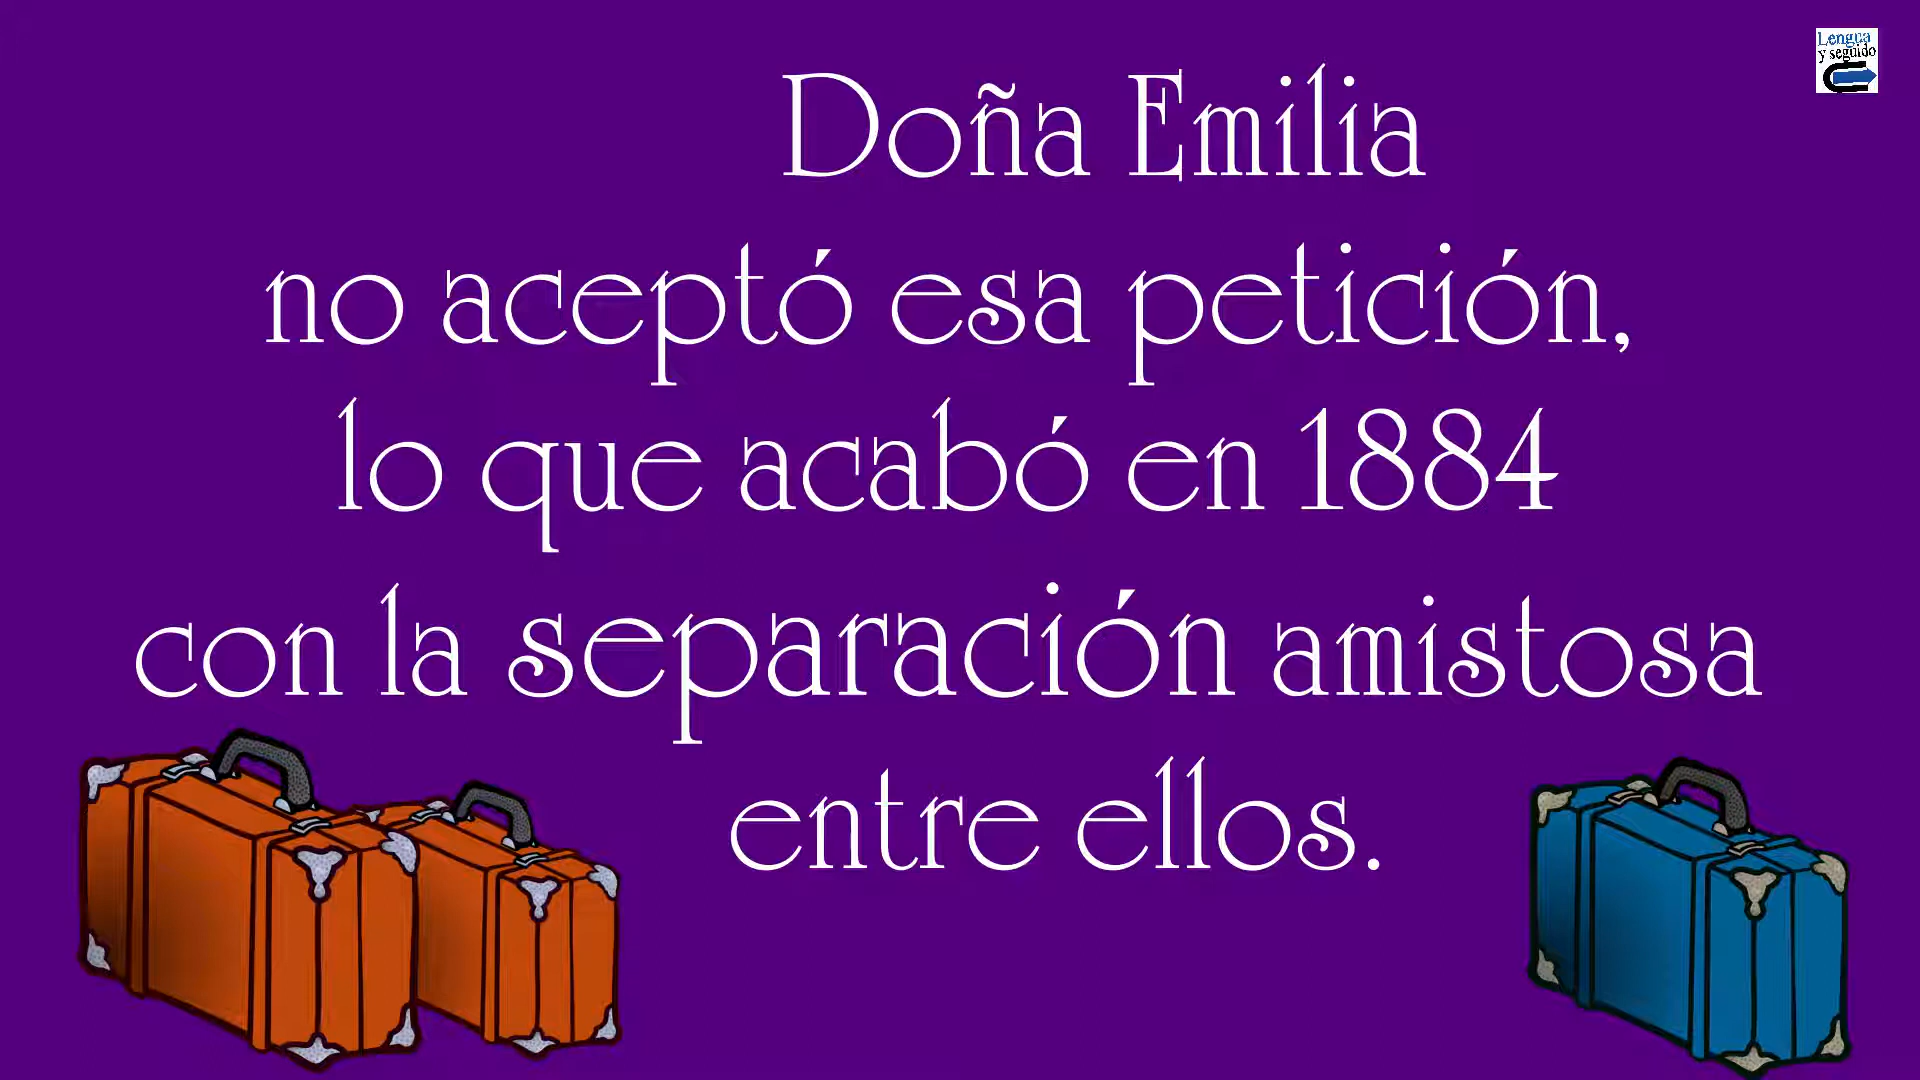 Lengua
y seguido
Doña Emilia
no aceptó esa petición,
lo que acabó en 1884
con la separación amistosa
entre ellos.